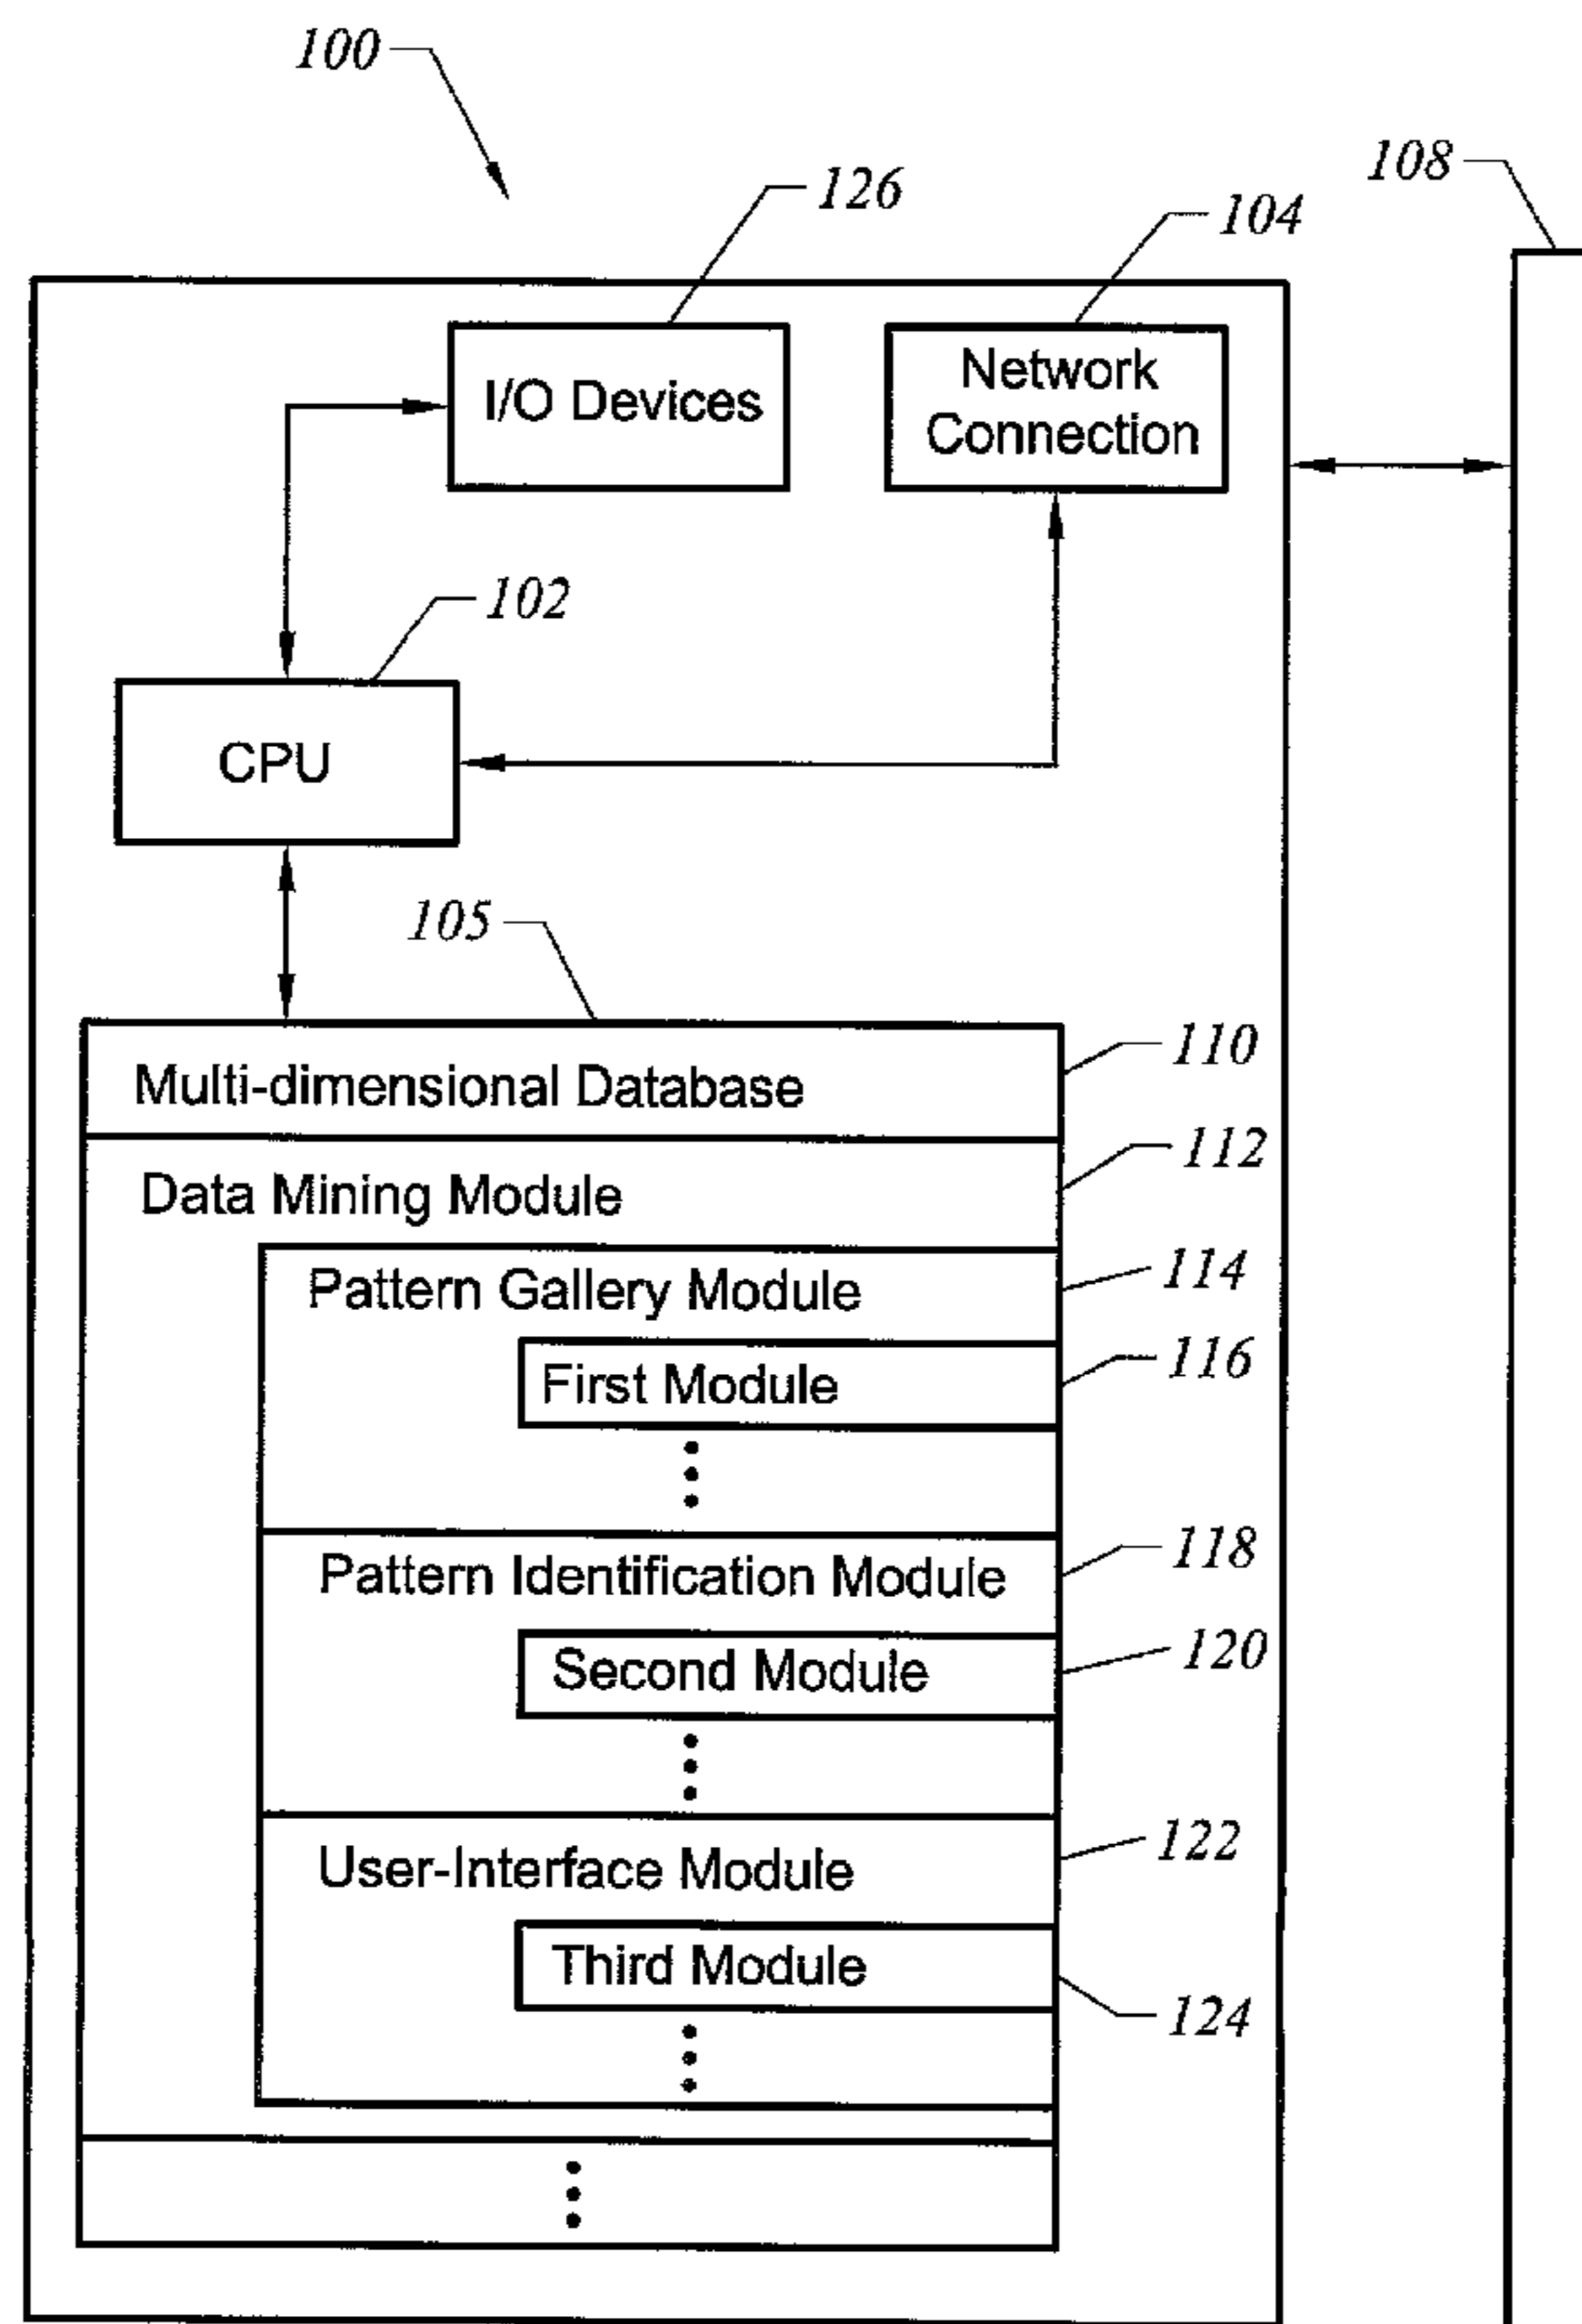 100
108
126
104
I/O Devices
Network
Connection
102
CPU
105
110
Multi-dimensional Database
112
Data Mining Module
114
Pattern Gallery Module
116
First Module
118
Pattern Identification Module
120
Second Module
122
User-Interface Module
Third Module
124